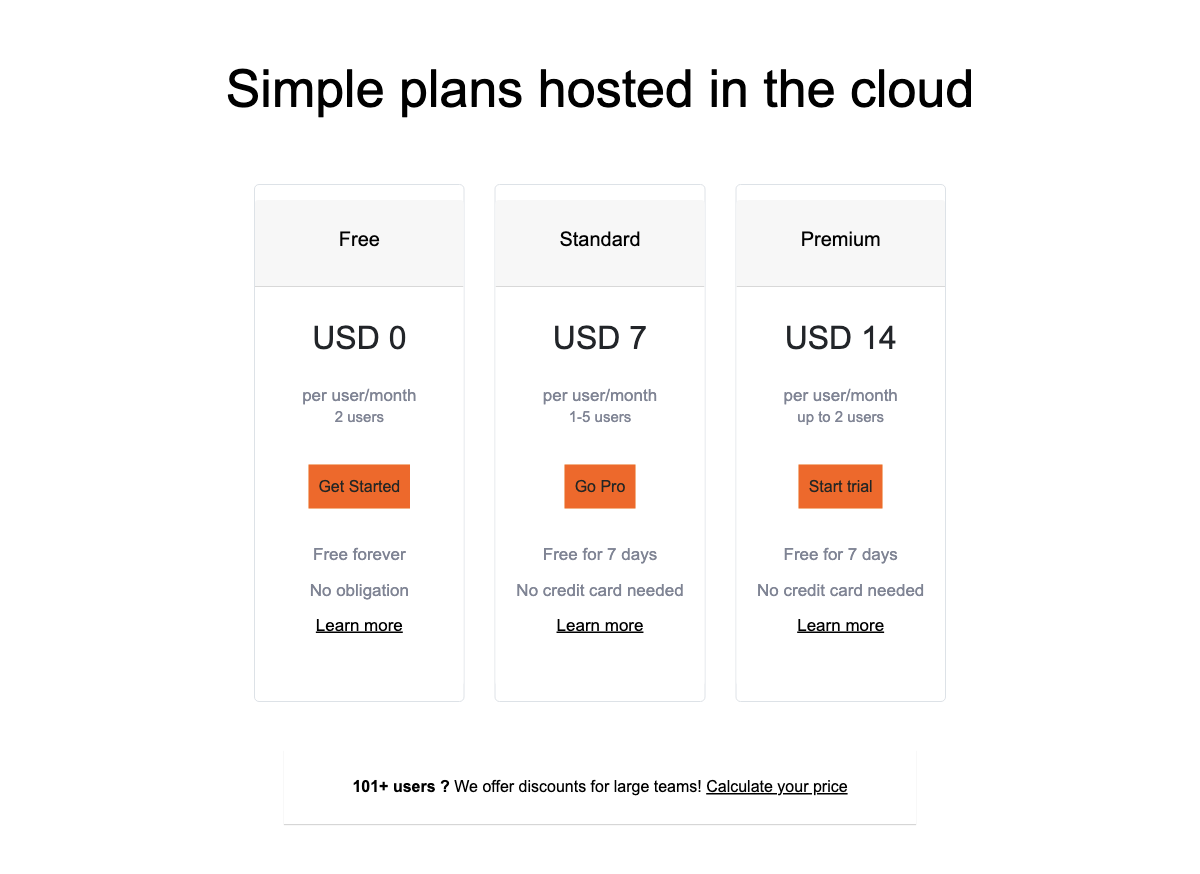 Simple plans hosted in the cloud
Free
USD 0
per user/month
2 users
Get Started
Free forever
No obligation
Learn more
Standard
USD 7
per user/month
1-5 users
Go Pro
Free for 7 days
No credit card needed
Learn more
Premium
USD 14
per user/month
up to 2 users
Start trial
Free for 7 days
No credit card needed
Learn more
101+ users ? We offer discounts for large teams! Calculate your price